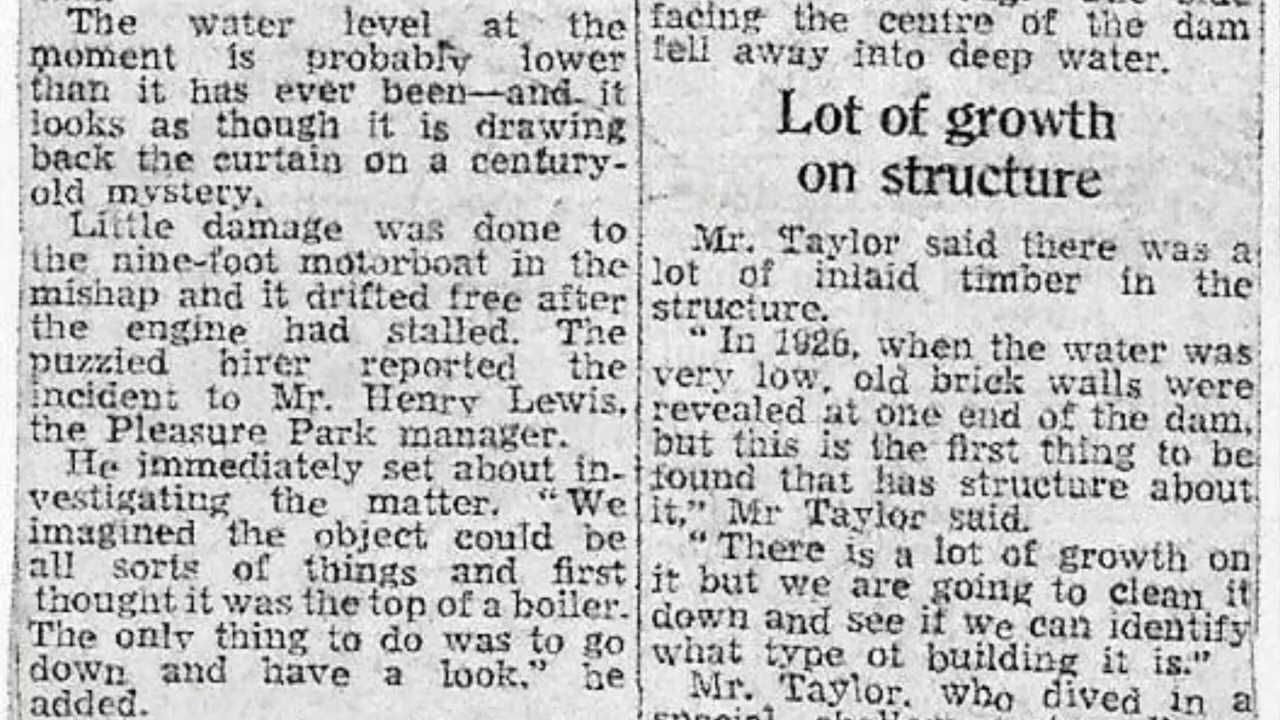 The water level at the
moment is probably lower
than it has ever been—and it
looks as though it is drawing
back the curtain on a century-
old mystery.
Little damage was done to
the nine-foot motorboat in the
mishap and it drifted free after
the engine had stalled. The
puzzled hirer reported the
incident to Mr. Henry Lewis,
the Pleasure Park manager.
He immediately set about in-
vestigating the matter. "We
imagined the object could be
all sorts of things and first
thought it was the top of a boiler.
The only thing to do was to go
down and have a look," he
added.
facing the centre of the dam
fell away into deep water.
Lot of growth
on structure
Mr. Taylor said there was a
lot of inlaid timber in the
structure.
"In 1926, when the water was
very low, old brick walls were
revealed at one end of the dam,
but this is the first thing to be
found that has structure about
it," Mr Taylor said.
"There is a lot of growth on
it but we are going to clean it
down and see if we can identify
what type of building it is."
Mr. Taylor, who dived in a